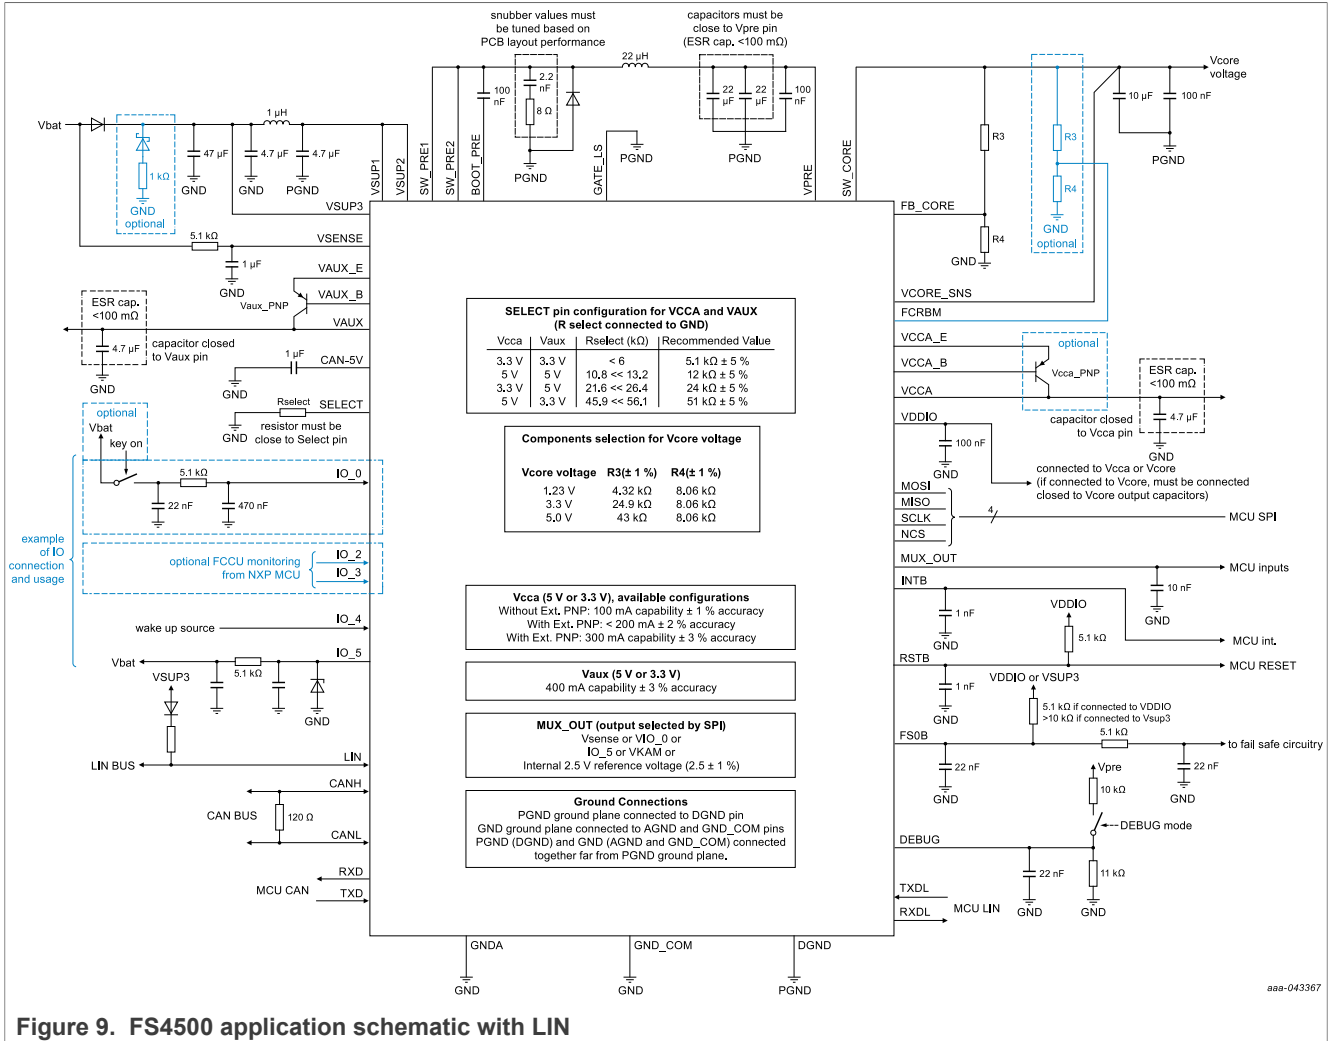 snubber values must
be tuned based on
PCB layout performance
capacitors must be
close to Vpre pin
(ESR cap. <100 mΩ)
22 µH
2.2
nF
8 Ω
100
nF
22
µF
22
µF
100
nF
Vcore
voltage
10 µF
100 nF
PGND
Vbat
1 µH
1 kΩ
GND
optional
47 µF
GND
4.7 µF
GND
4.7 µF
PGND
VSUP1
VSUP2
SW_PRE1
SW_PRE2
BOOT_PRE
PGND
GATE_LS
PGND
PGND
VPRE
SW_CORE
R3
R4
GND
R3
R4
GND
optional
VSUP3
5.1 kΩ
VSENSE
1 µF
GND
VAUX_E
VAUX_B
Vaux_PNP
VAUX
ESR cap.
<100 mΩ
4.7 µF
GND
capacitor closed
to Vaux pin
1 µF
CAN-5V
GND
Rselect
SELECT
GND
resistor must be
close to Select pin
optional
Vbat
key on
5.1 kΩ
IO_0
22 nF
470 nF
GND
GND
example
of IO
connection
and usage
optional FCCU monitoring
from NXP MCU
IO_2
IO_3
wake up source
IO_4
Vbat
5.1 kΩ
IO_5
GND
VSUP3
LIN BUS
LIN
CANH
CAN BUS
120 Ω
CANL
RXD
MCU CAN
TXD
SELECT pin configuration for VCCA and VAUX
(R select connected to GND)
Vcca Vaux Rselect (kΩ) Recommended Value
3.3 V 3.3 V < 6 5.1 kΩ ± 5 %
5 V 5 V 10.8 << 13.2 12 kΩ ± 5 %
3.3 V 5 V 21.6 << 26.4 24 kΩ ± 5 %
5 V 3.3 V 45.9 << 56.1 51 kΩ ± 5 %
Components selection for Vcore voltage
Vcore voltage R3(± 1 %) R4(± 1 %)
1.23 V 4.32 kΩ 8.06 kΩ
3.3 V 24.9 kΩ 8.06 kΩ
5.0 V 43 kΩ 8.06 kΩ
Vcca (5 V or 3.3 V), available configurations
Without Ext. PNP: 100 mA capability ± 1 % accuracy
With Ext. PNP: < 200 mA ± 2 % accuracy
With Ext. PNP: 300 mA capability ± 3 % accuracy
Vaux (5 V or 3.3 V)
400 mA capability ± 3 % accuracy
MUX_OUT (output selected by SPI)
Vsense or VIO_0 or
IO_5 or VKAM or
Internal 2.5 V reference voltage (2.5 ± 1 %)
Ground Connections
PGND ground plane connected to DGND pin
GND ground plane connected to AGND and GND_COM pins
PGND (DGND) and GND (AGND and GND_COM) connected
together far from PGND ground plane.
FB_CORE
VCORE_SNS
FCRBM
VCCA_E
optional
VCCA_B
Vcca_PNP
VCCA
ESR cap.
<100 mΩ
4.7 µF
GND
capacitor closed
to Vcca pin
VDDIO
100 nF
GND
connected to Vcca or Vcore
(if connected to Vcore, must be connected
closed to Vcore output capacitors)
MOSI
MISO
SCLK
NCS
4
MCU SPI
MUX_OUT
MCU inputs
10 nF
GND
INTB
1 nF
GND
VDDIO
5.1 kΩ
MCU int.
RSTB
MCU RESET
1 nF
GND
VDDIO or VSUP3
5.1 kΩ if connected to VDDIO
>10 kΩ if connected to Vsup3
FS0B
5.1 kΩ
to fail safe circuitry
22 nF
GND
22 nF
GND
Vpre
10 kΩ
DEBUG mode
DEBUG
22 nF
GND
11 kΩ
GND
TXDL
MCU LIN
RXDL
GNDA
GND
GND_COM
GND
DGND
PGND
aaa-043367
Figure 9. FS4500 application schematic with LIN